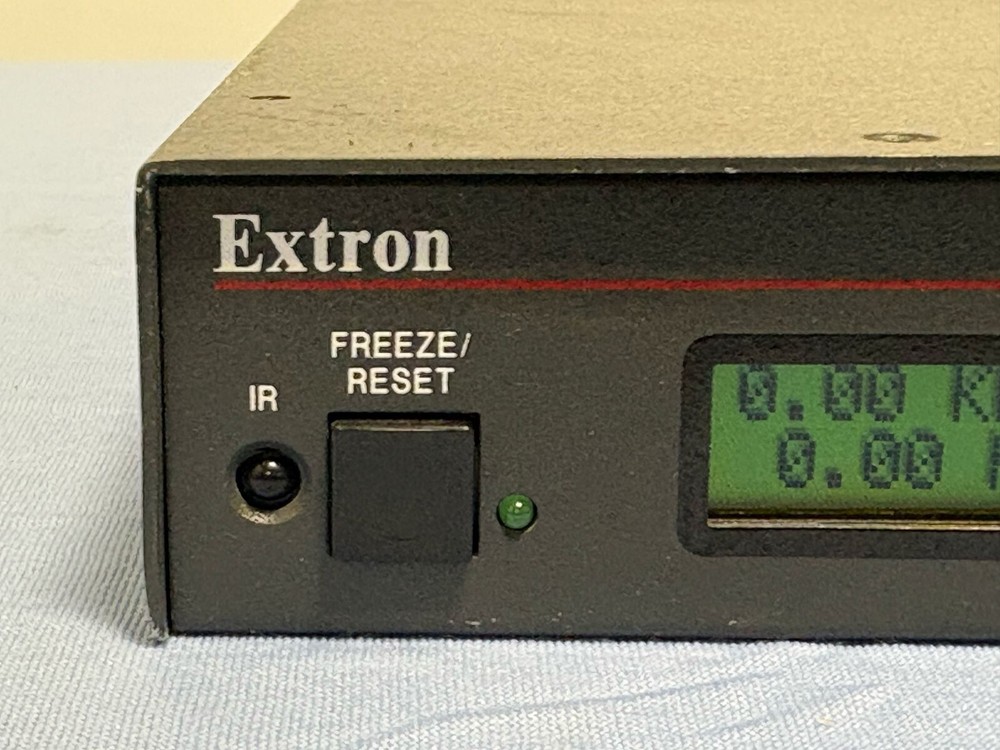 Extron
FREEZE/
RESET
IR
0.00 K
0.00